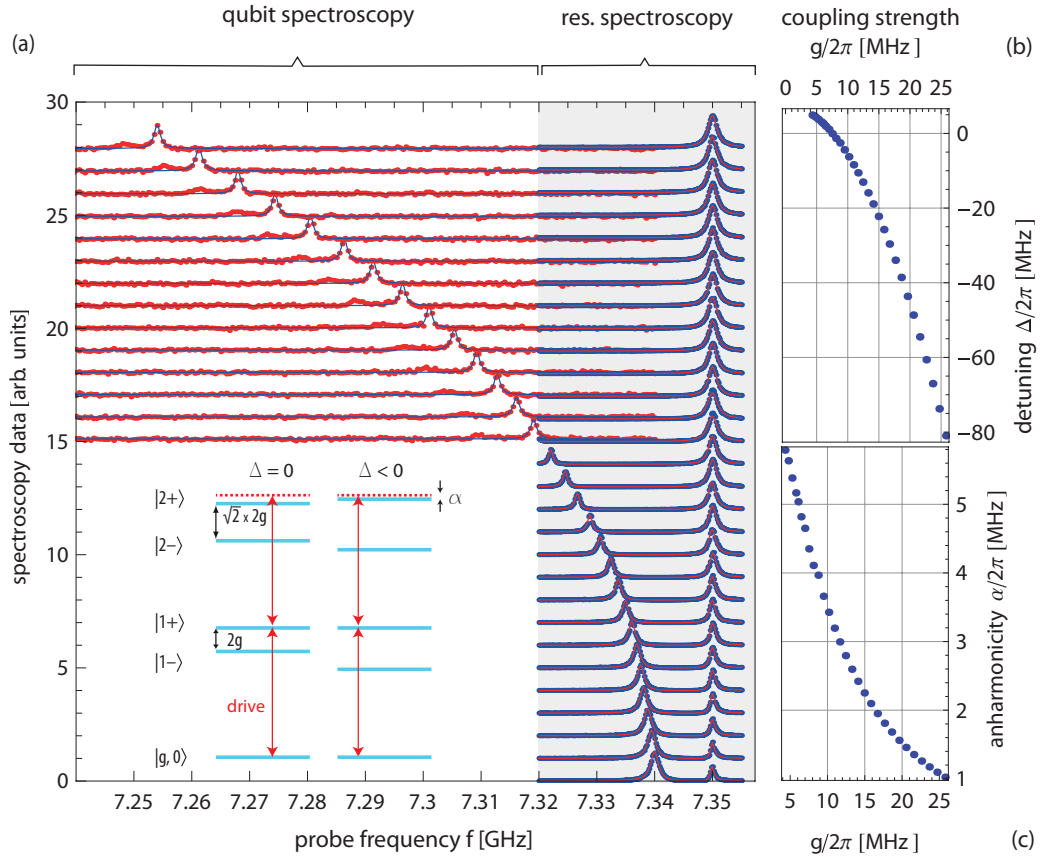 qubit spectroscopy
res. spectroscopy
coupling strength
g/2π [MHz]
(a)
(b)
0 5 10 15 20 25
30
25
20
15
10
5
0
spectroscopy data [arb. units]
0
−20
−40
−60
−80
detuning Δ/2π [MHz]
Δ = 0
Δ < 0
|2+⟩
α
√2 x 2g
|2−⟩
|1+⟩
2g
|1−⟩
drive
|g, 0⟩
5
4
3
2
1
anharmonicity α/2π [MHz]
7.25 7.26 7.27 7.28 7.29 7.3 7.31 7.32 7.33 7.34 7.35
probe frequency f [GHz]
5 10 15 20 25
g/2π [MHz]
(c)